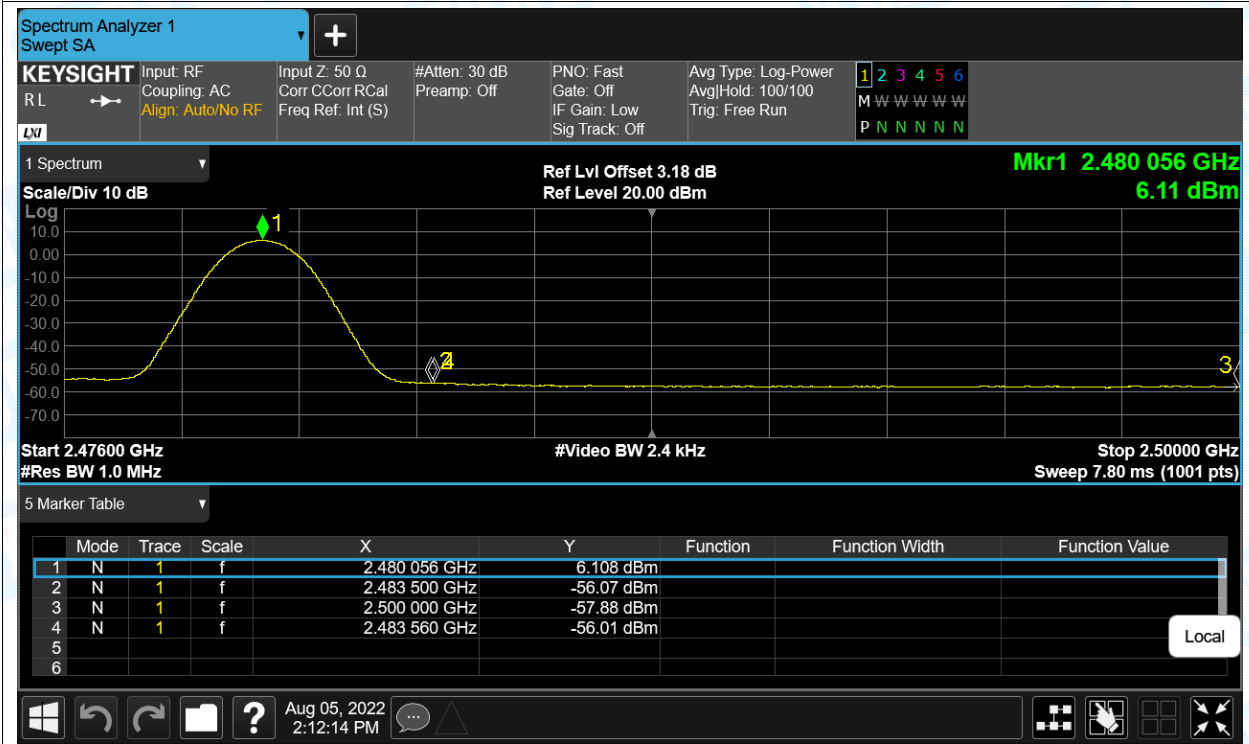 Spectrum Analyzer 1
Swept SA
KEYSIGHT
R L
LXI
Input: RF
Coupling: AC
Align: Auto/No RF
Input Z: 50 Ω
Corr CCorr RCal
Freq Ref: Int (S)
#Atten: 30 dB
Preamp: Off
PNO: Fast
Gate: Off
IF Gain: Low
Sig Track: Off
Avg Type: Log-Power
Avg|Hold: 100/100
Trig: Free Run
1 2 3 4 5 6
M W W W W W
P N N N N N
1 Spectrum
Scale/Div 10 dB
Ref Lvl Offset 3.18 dB
Ref Level 20.00 dBm
Mkr1 2.480 056 GHz
6.11 dBm
Log
10.0
0.00
-10.0
-20.0
-30.0
-40.0
-50.0
-60.0
-70.0
1
2
4
3
Start 2.47600 GHz
#Video BW 2.4 kHz
Stop 2.50000 GHz
#Res BW 1.0 MHz
Sweep 7.80 ms (1001 pts)
5 Marker Table
Mode Trace Scale X Y Function Function Width Function Value
1 N 1 f 2.480 056 GHz 6.108 dBm
2 N 1 f 2.483 500 GHz -56.07 dBm
3 N 1 f 2.500 000 GHz -57.88 dBm
4 N 1 f 2.483 560 GHz -56.01 dBm
5
6
Local
?
Aug 05, 2022
2:12:14 PM